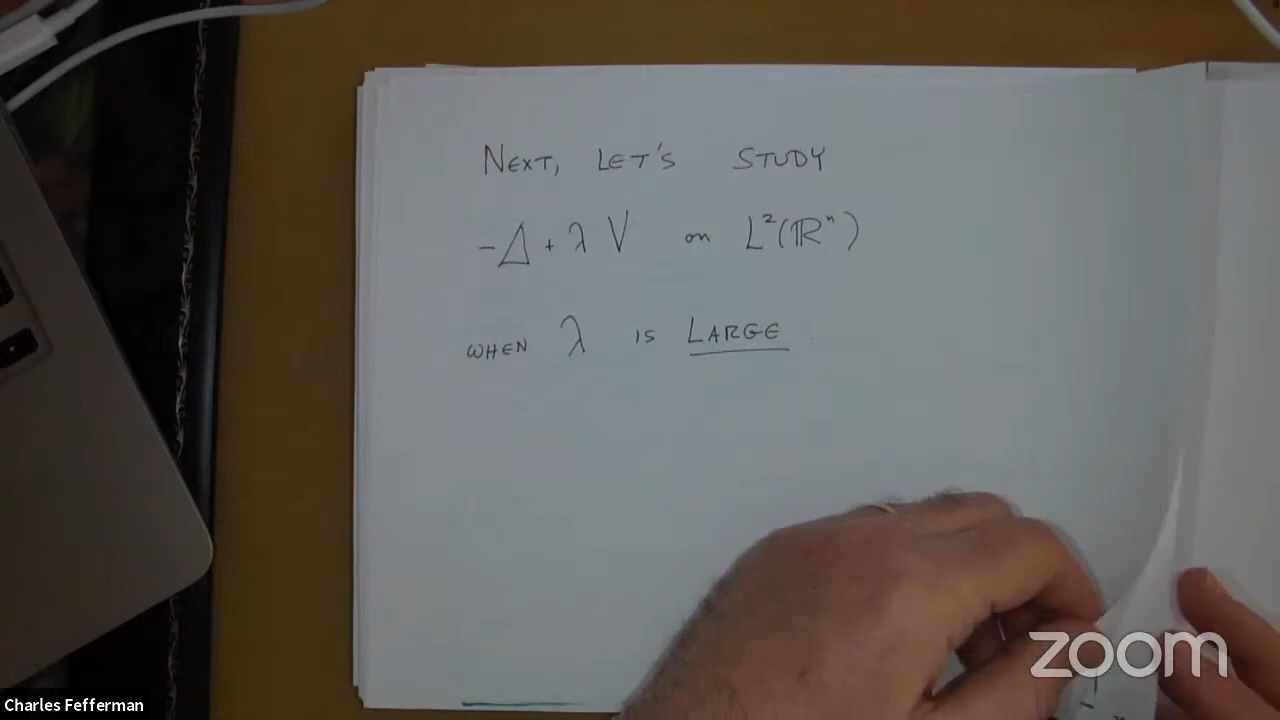 NEXT, LET'S STUDY
-Δ + λ V on L²(ℝⁿ)
WHEN λ IS LARGE
zoom
Charles Fefferman